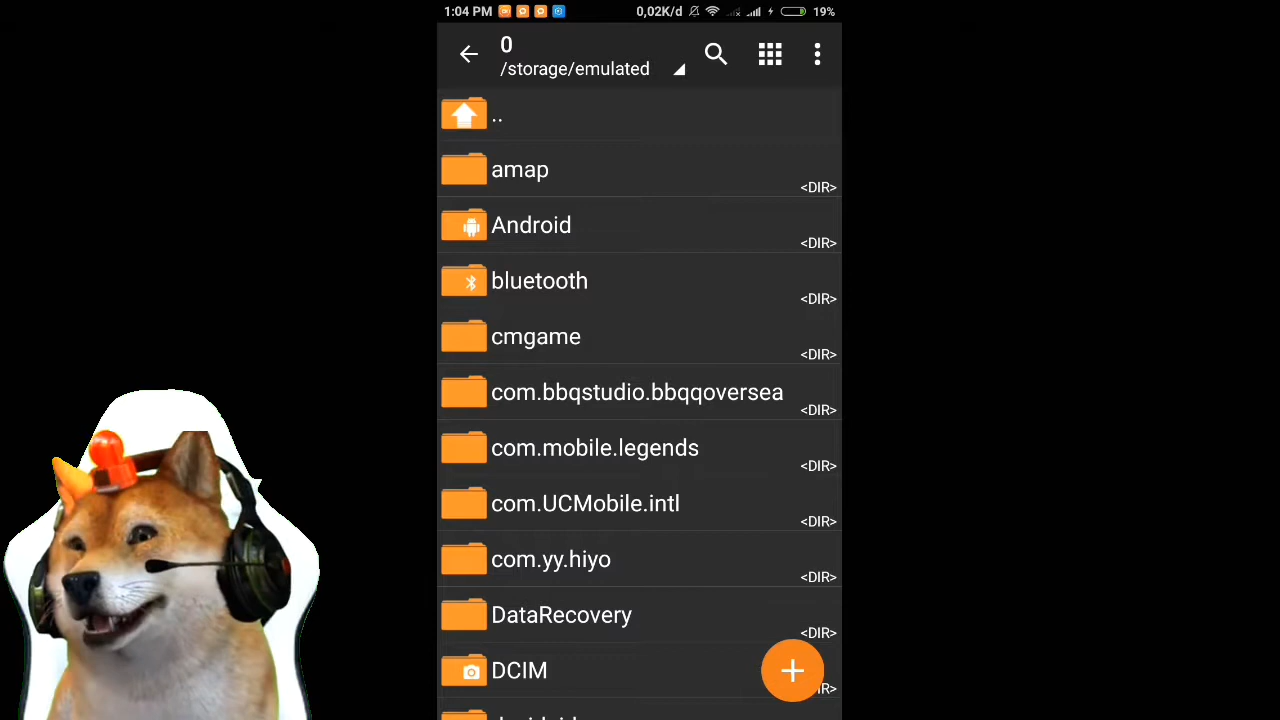 1:04 PM 0,02K/d 19%
0
/storage/emulated
..
amap
<DIR>
Android
<DIR>
bluetooth
<DIR>
cmgame
<DIR>
com.bbqstudio.bbqqoversea
<DIR>
com.mobile.legends
<DIR>
com.UCMobile.intl
<DIR>
com.yy.hiyo
<DIR>
DataRecovery
<DIR>
DCIM
IR>